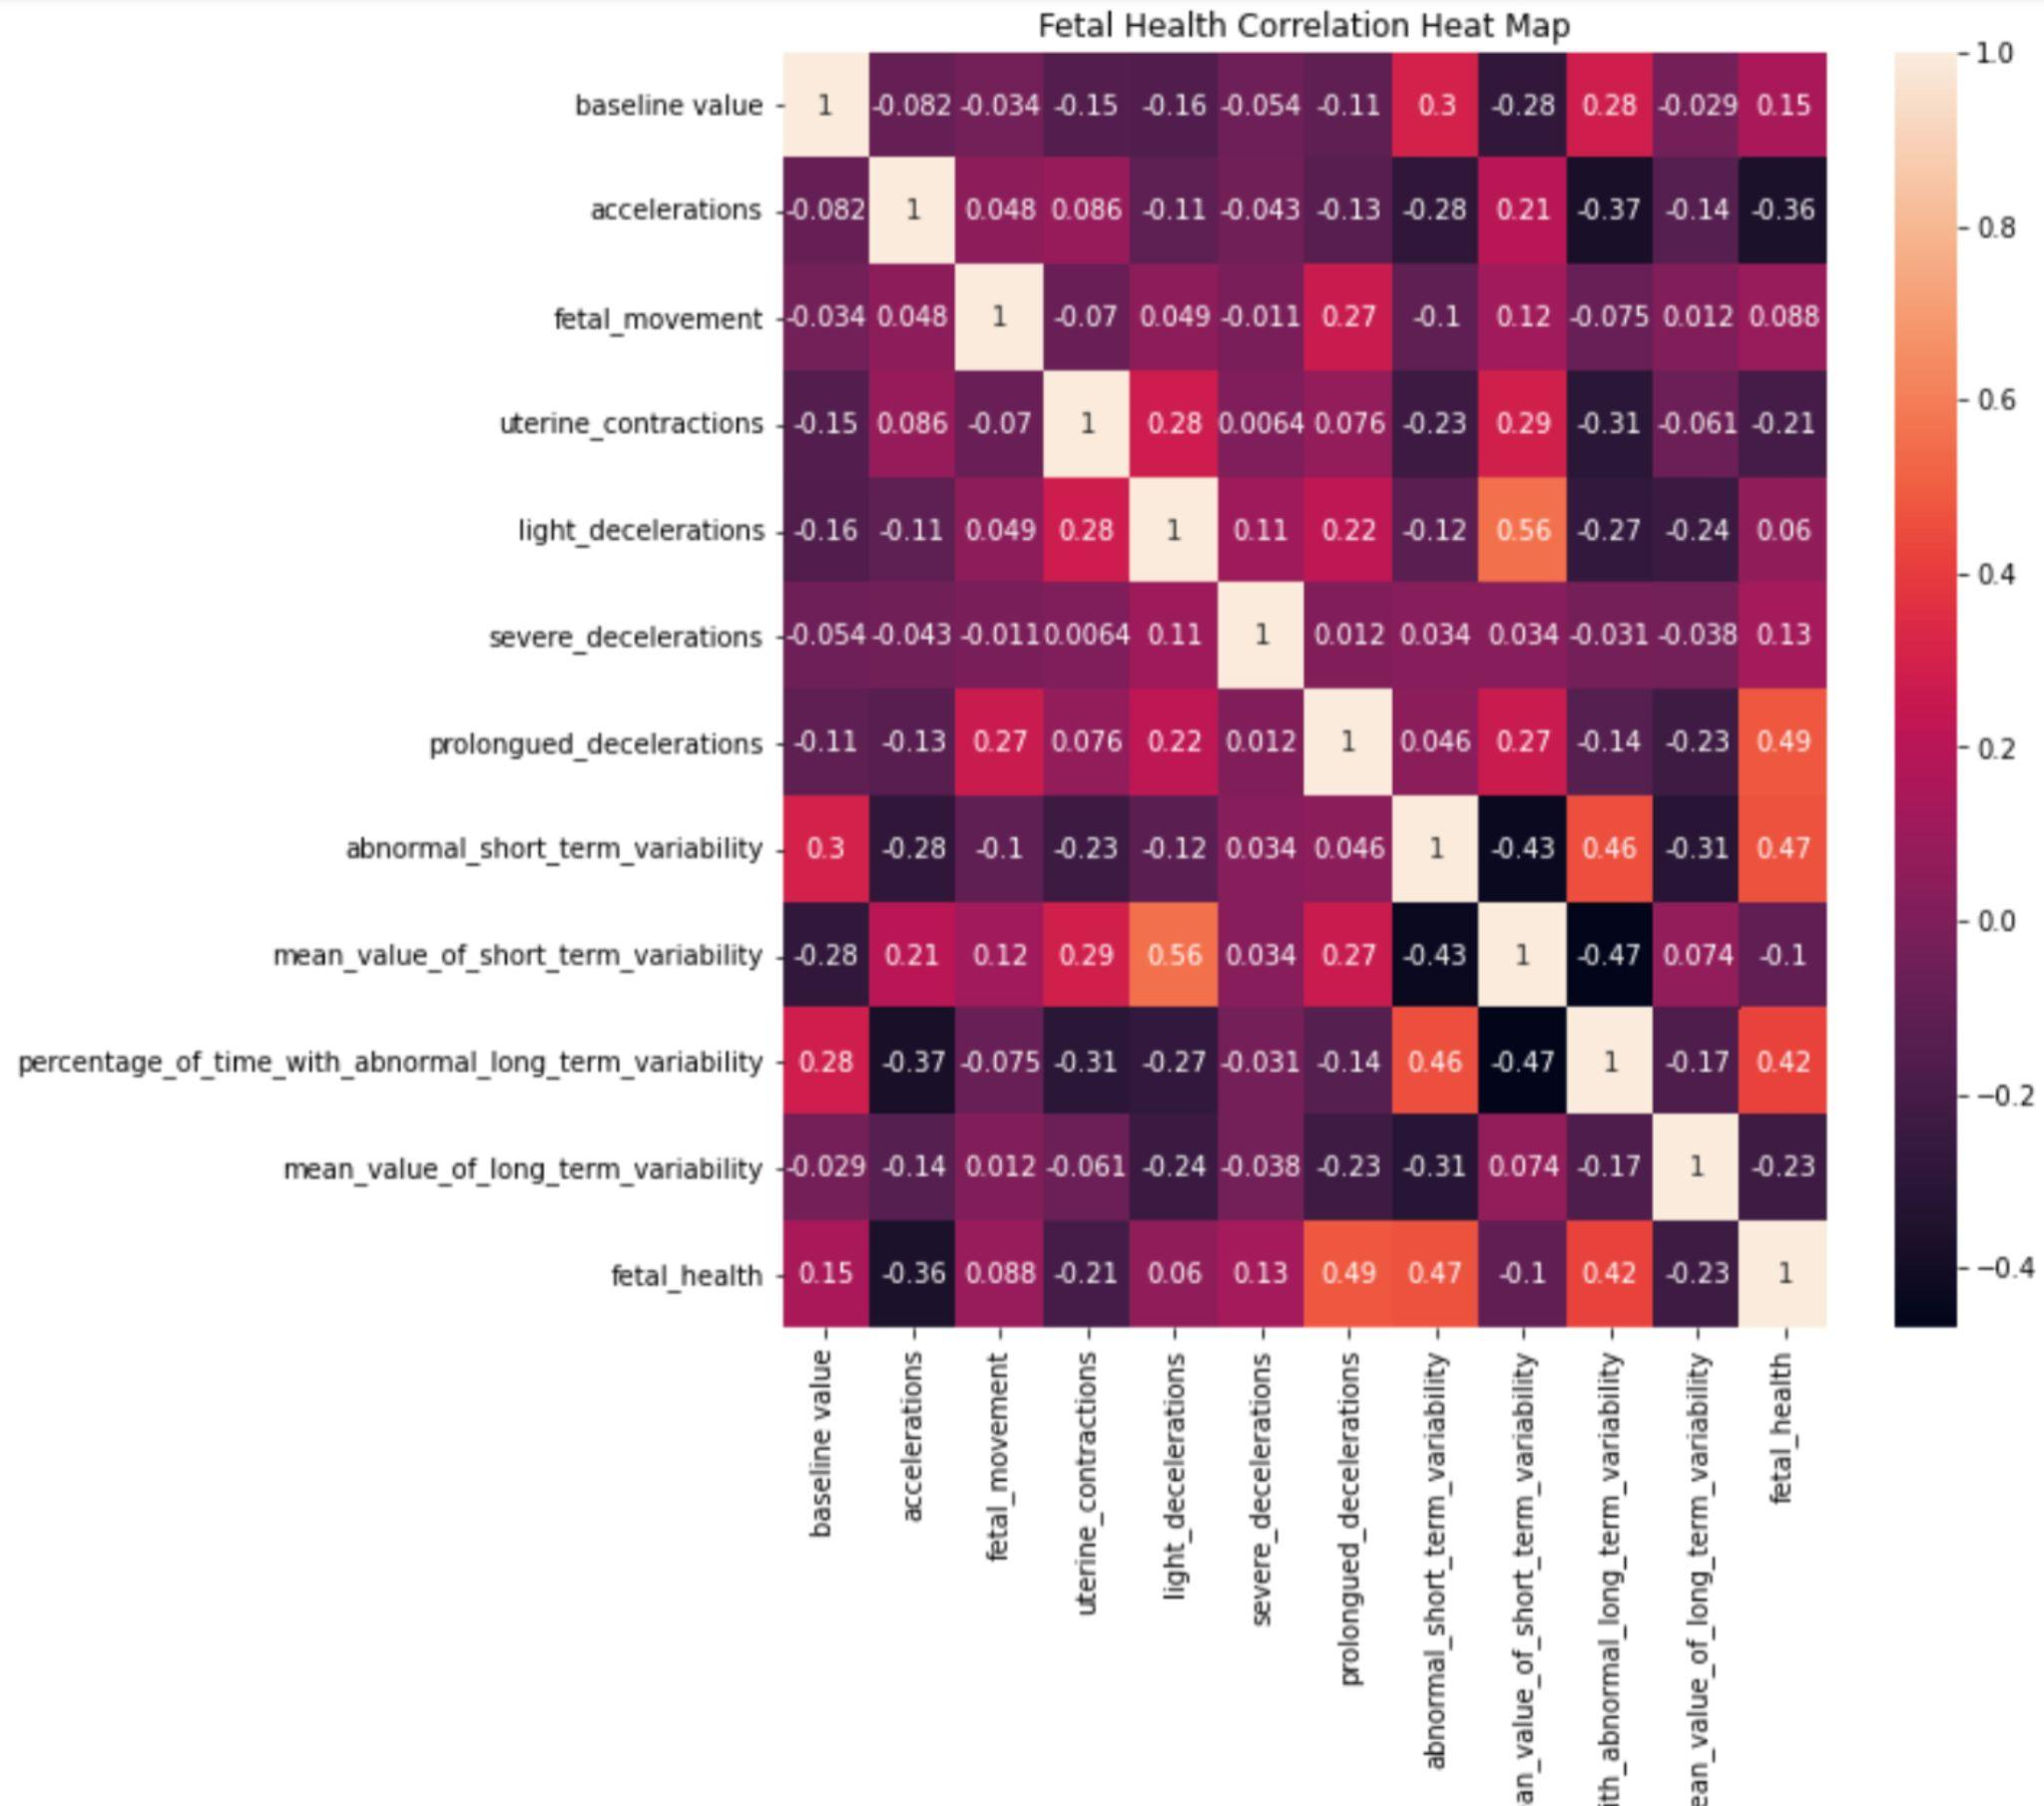 Fetal Health Correlation Heat Map
baseline value 1 -0.082 -0.034 -0.15 -0.16 -0.054 -0.11 0.3 -0.28 0.28 -0.029 0.15
accelerations -0.082 1 0.048 0.086 -0.11 -0.043 -0.13 -0.28 0.21 -0.37 -0.14 -0.36
fetal_movement -0.034 0.048 1 -0.07 0.049 -0.011 0.27 -0.1 0.12 -0.075 0.012 0.088
uterine_contractions -0.15 0.086 -0.07 1 0.28 0.0064 0.076 -0.23 0.29 -0.31 -0.061 -0.21
light_decelerations -0.16 -0.11 0.049 0.28 1 0.11 0.22 -0.12 0.56 -0.27 -0.24 0.06
severe_decelerations -0.054 -0.043 -0.011 0.0064 0.11 1 0.012 0.034 0.034 -0.031 -0.038 0.13
prolongued_decelerations -0.11 -0.13 0.27 0.076 0.22 0.012 1 0.046 0.27 -0.14 -0.23 0.49
abnormal_short_term_variability 0.3 -0.28 -0.1 -0.23 -0.12 0.034 0.046 1 -0.43 0.46 -0.31 0.47
mean_value_of_short_term_variability -0.28 0.21 0.12 0.29 0.56 0.034 0.27 -0.43 1 -0.47 0.074 -0.1
percentage_of_time_with_abnormal_long_term_variability 0.28 -0.37 -0.075 -0.31 -0.27 -0.031 -0.14 0.46 -0.47 1 -0.17 0.42
mean_value_of_long_term_variability -0.029 -0.14 0.012 -0.061 -0.24 -0.038 -0.23 -0.31 0.074 -0.17 1 -0.23
fetal_health 0.15 -0.36 0.088 -0.21 0.06 0.13 0.49 0.47 -0.1 0.42 -0.23 1
baseline value
accelerations
fetal_movement
uterine_contractions
light_decelerations
severe_decelerations
prolongued_decelerations
abnormal_short_term_variability
an_value_of_short_term_variability
ith_abnormal_long_term_variability
ean_value_of_long_term_variability
fetal_health
1.0
0.8
0.6
0.4
0.2
0.0
−0.2
−0.4